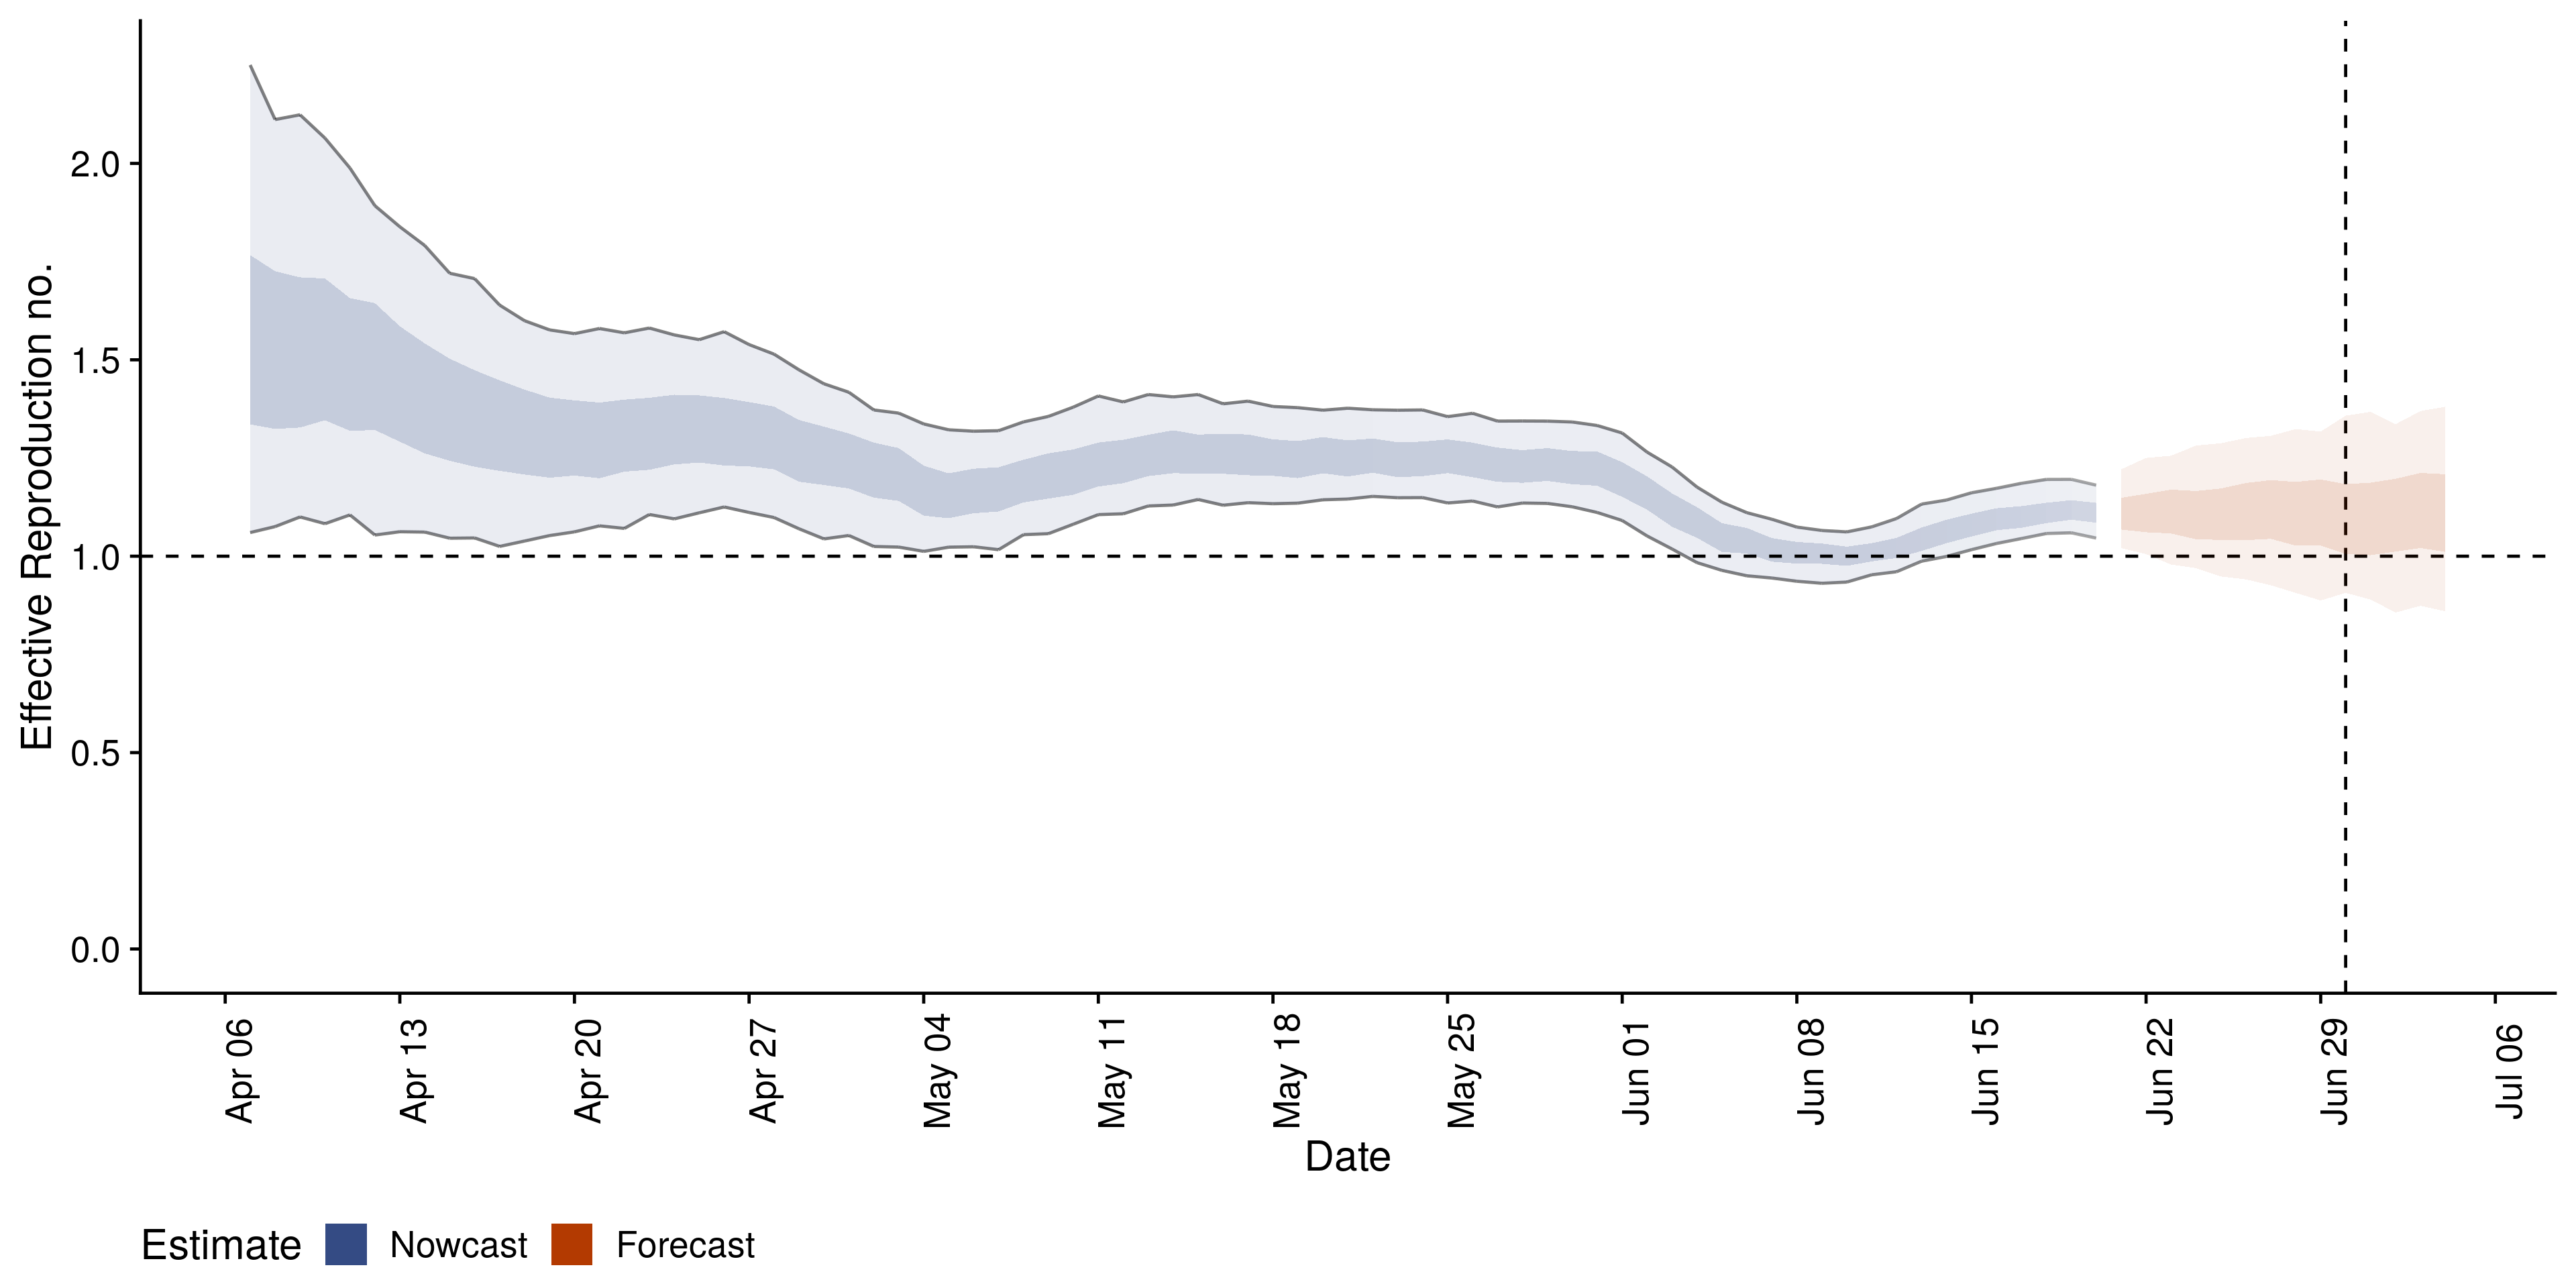 Effective Reproduction no.
2.0
1.5
1.0
0.5
0.0
Apr 06
Apr 13
Apr 20
Apr 27
May 04
May 11
May 18
May 25
Jun 01
Jun 08
Jun 15
Jun 22
Jun 29
Jul 06
Date
Estimate Nowcast Forecast